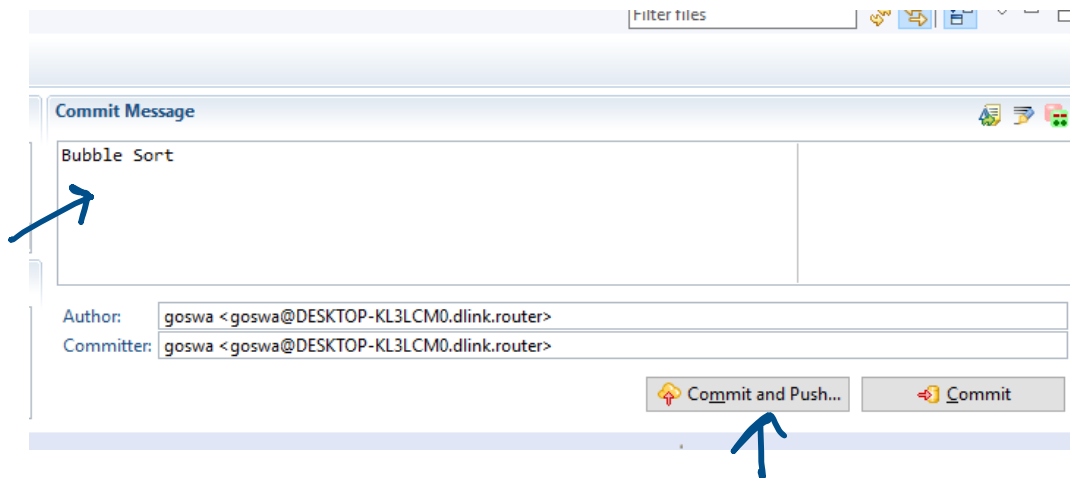 Filter files
Commit Message
Bubble Sort
Author: goswa <goswa@DESKTOP-KL3LCM0.dlink.router>
Committer: goswa <goswa@DESKTOP-KL3LCM0.dlink.router>
Commit and Push... Commit